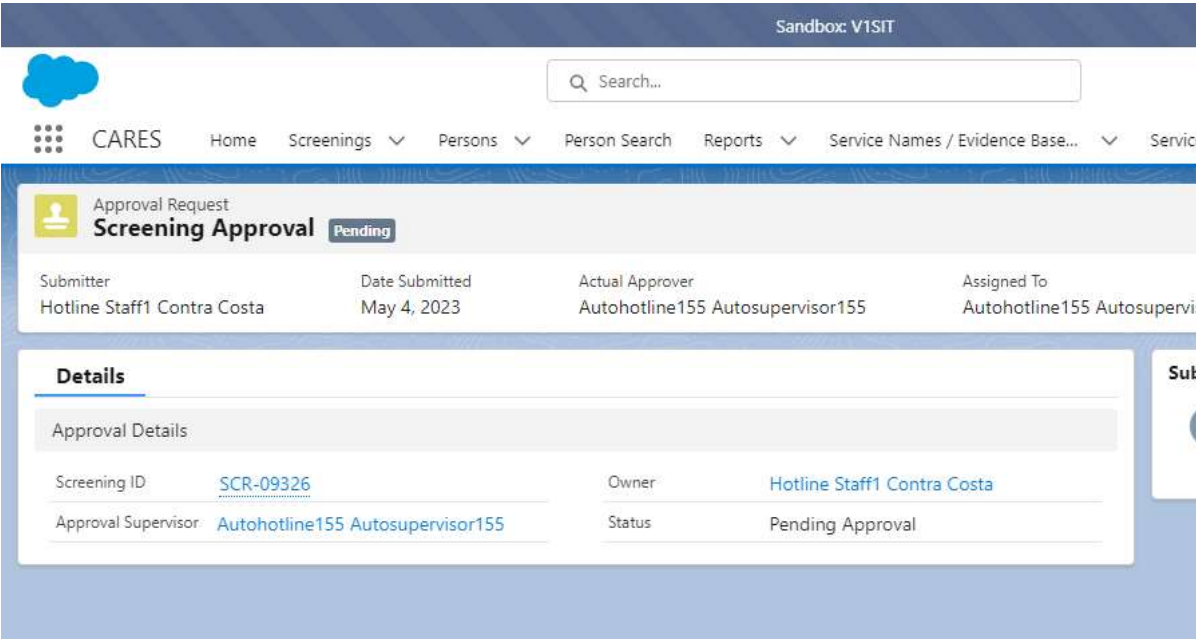 Sandbox: V1SIT
Search...
CARES Home Screenings Persons Person Search Reports Service Names / Evidence Base...
Approval Request
Screening Approval Pending
Submitter Date Submitted Actual Approver Assigned To
Hotline Staff1 Contra Costa May 4, 2023 Autohotline155 Autosupervisor155 Autohotline155
Details
Approval Details
Screening ID SCR-09326 Owner Hotline Staff1 Contra Costa
Approval Supervisor Autohotline155 Autosupervisor155 Status Pending Approval